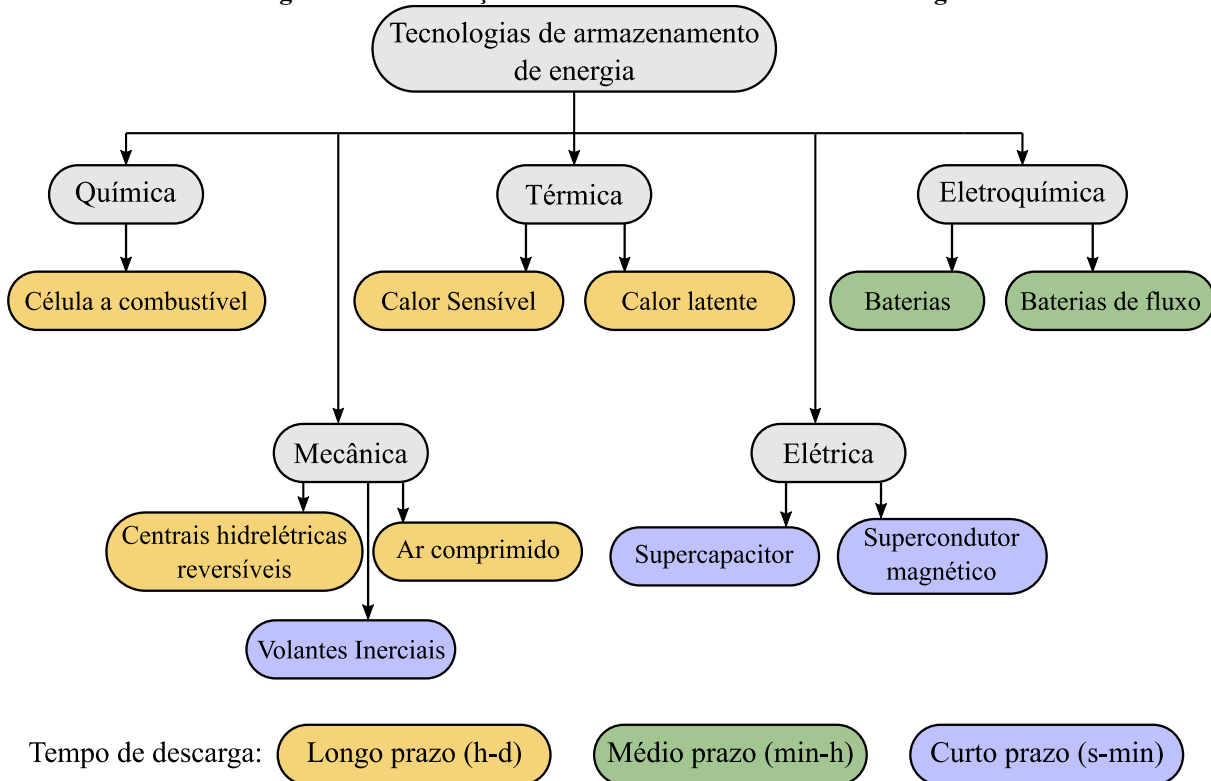 Tecnologias de armazenamento
de energia
Química
Térmica
Eletroquímica
Célula a combustível
Calor Sensível
Calor latente
Baterias
Baterias de fluxo
Mecânica
Elétrica
Centrais hidrelétricas
reversíveis
Ar comprimido
Supercapacitor
Supercondutor
magnético
Volantes Inerciais
Tempo de descarga: Longo prazo (h-d) Médio prazo (min-h) Curto prazo (s-min)